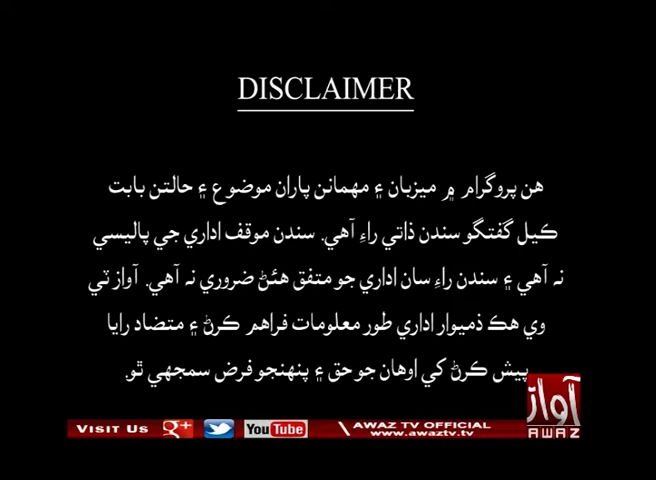 DISCLAIMER
هن پروگرام ۾ ميزبان ۽ مهمانن پاران موضوع ۽ حالتن بابت
ڪيل گفتگو سندن ذاتي راءِ آهي. سندن موقف اداري جي پاليسي
نه آهي ۽ سندن راءِ سان اداري جو متفق هئڻ ضروري نه آهي. آواز ٽي
وي هڪ ذميوار اداري طور معلومات فراهم ڪرڻ ۽ متضاد رايا
پيش ڪرڻ کي اوهان جو حق ۽ پنهنجو فرض سمجهي ٿو.
آواز
AWAZ
VISIT US g+ You Tube AWAZ TV OFFICIAL
www.awaztv.tv